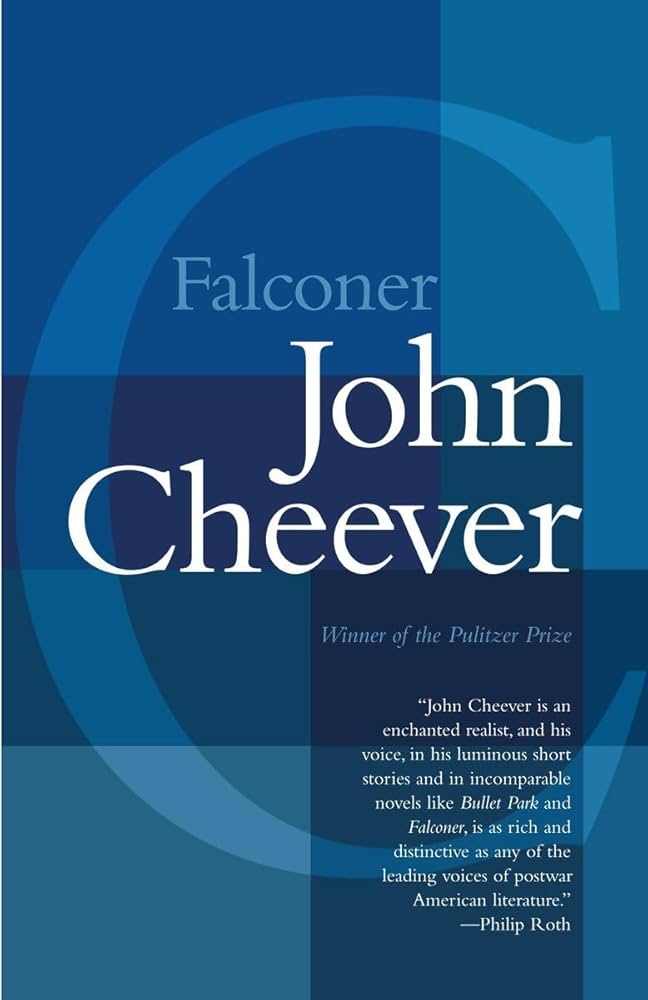 Falconer
John
Cheever
Winner of the Pulitzer Prize
“John Cheever is an
enchanted realist, and his
voice, in his luminous short
stories and in incomparable
novels like Bullet Park and
Falconer, is as rich and
distinctive as any of the
leading voices of postwar
American literature.”
—Philip Roth